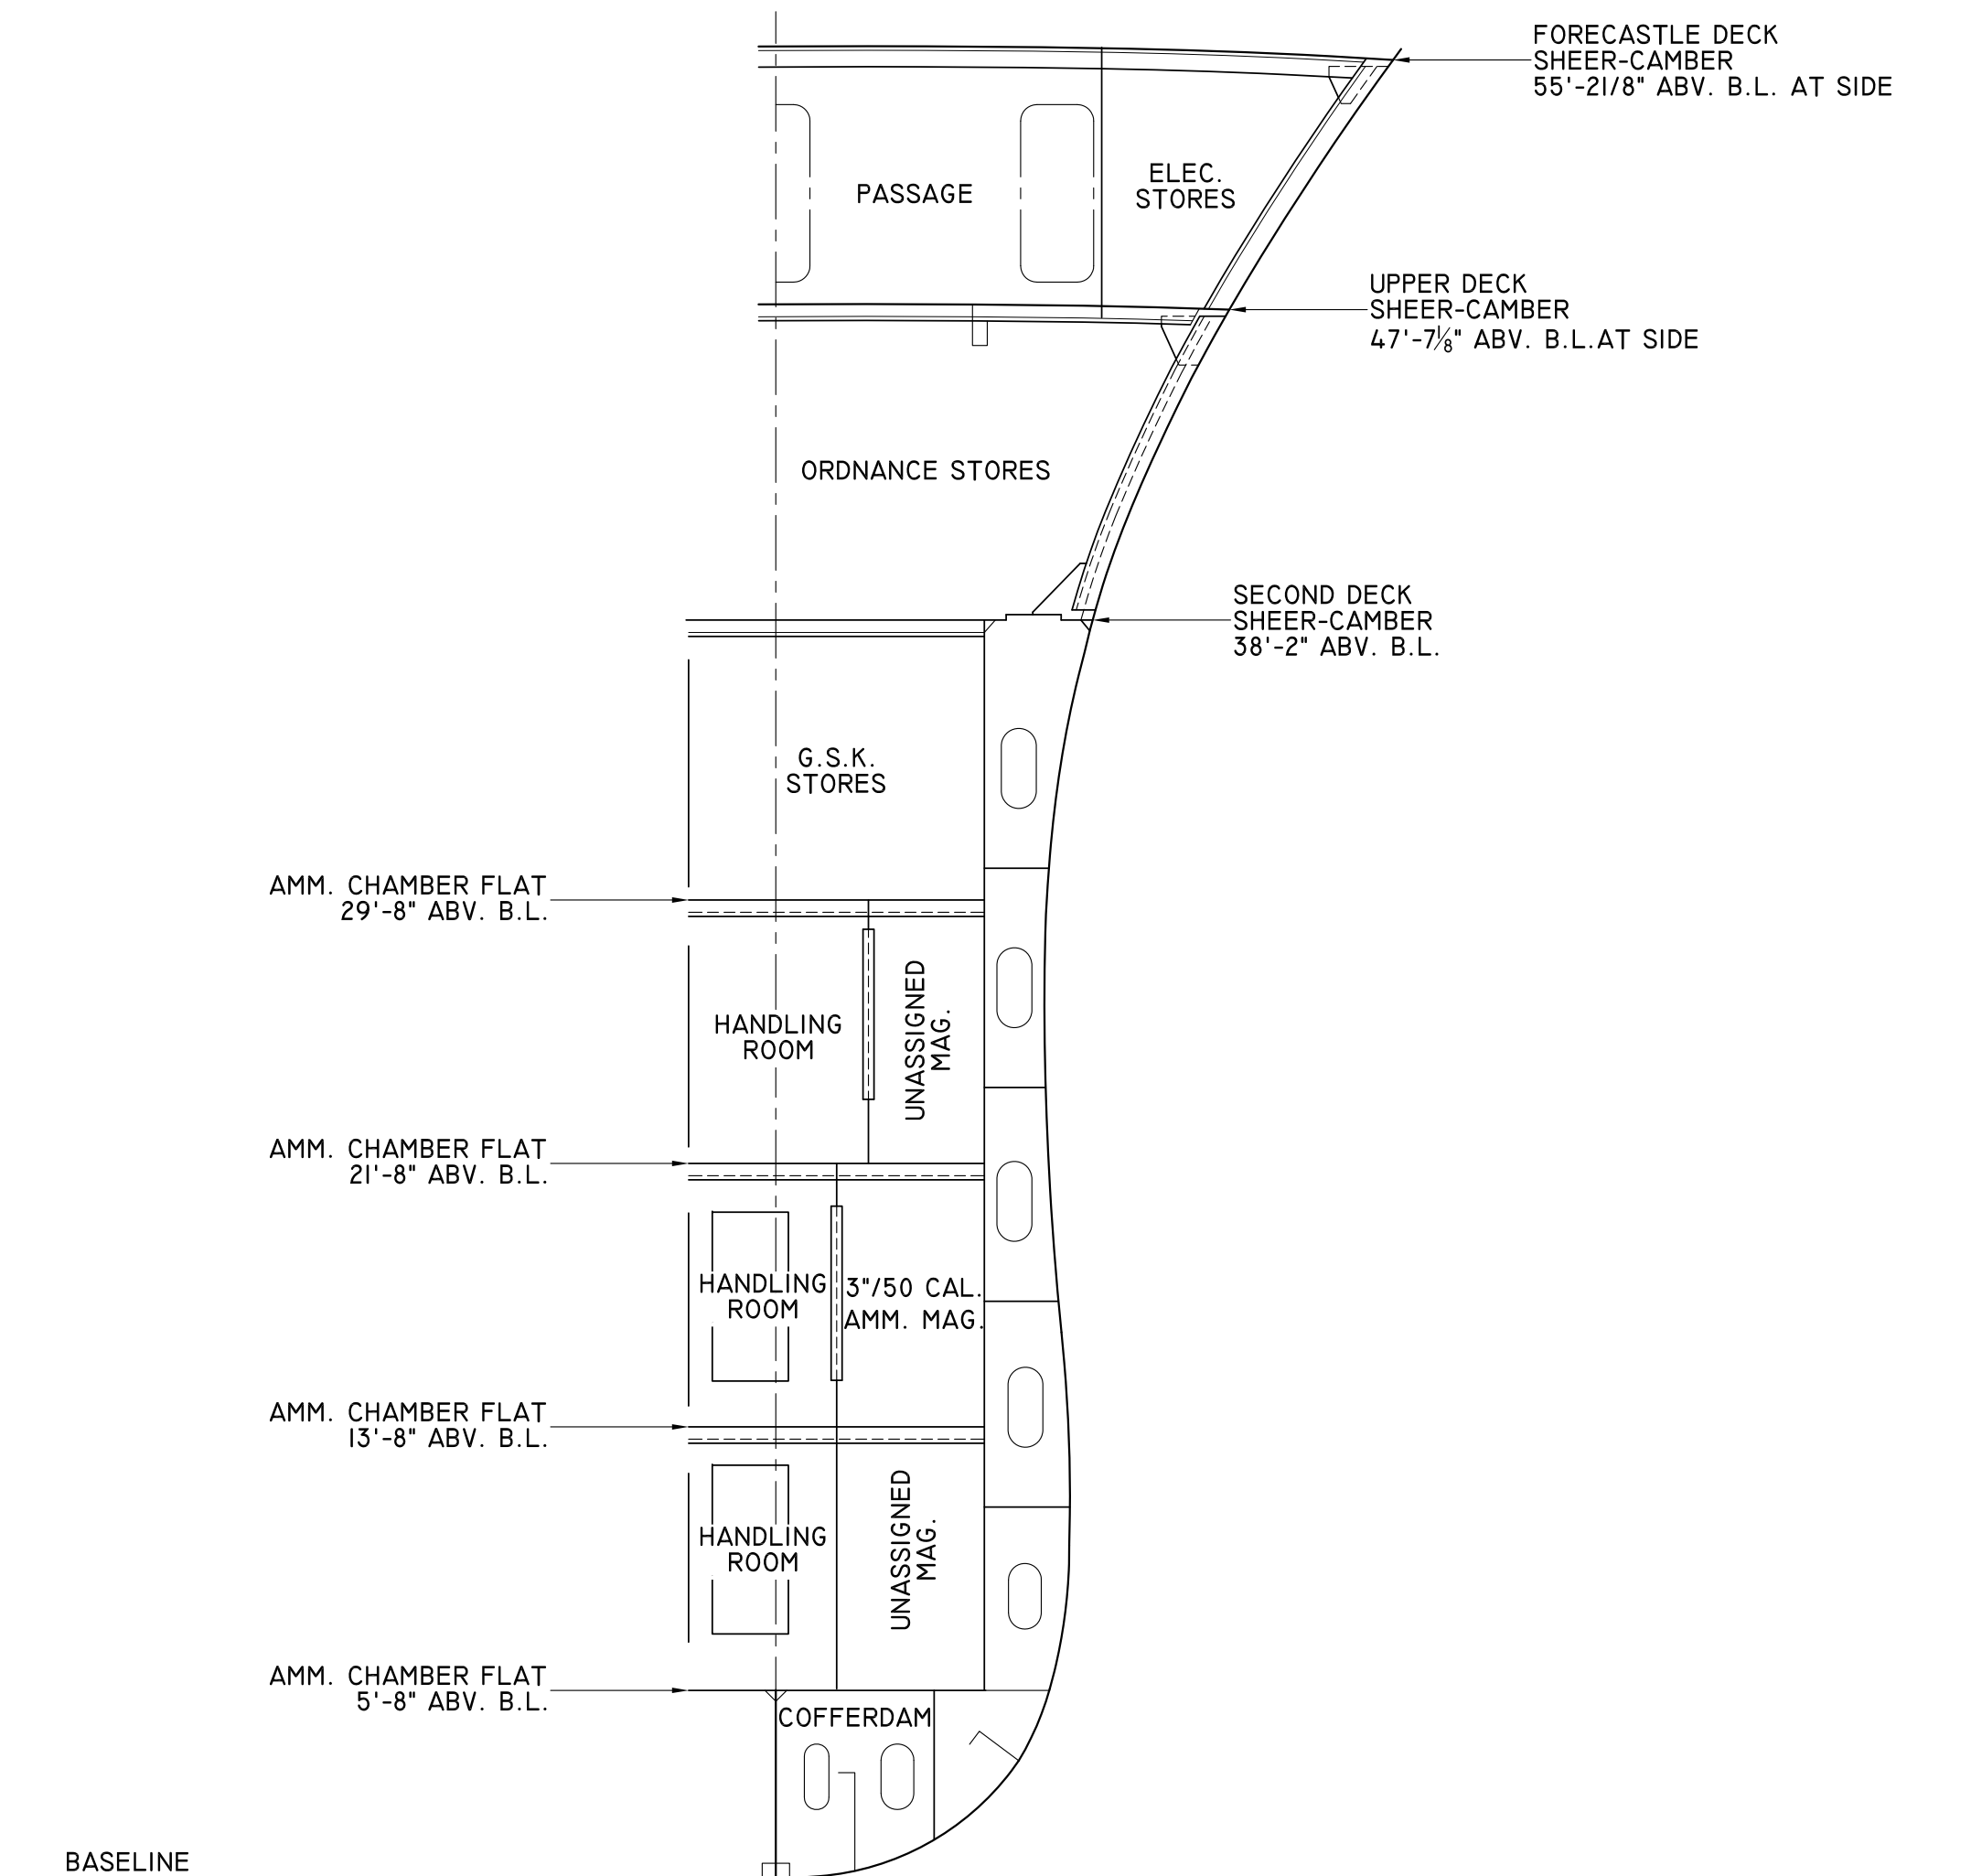 FORECASTLE DECK
SHEER-CAMBER
55'-21/8" ABV. B.L. AT SIDE
PASSAGE
ELEC.
STORES
UPPER DECK
SHEER-CAMBER
47'-7 1/8" ABV. B.L.AT SIDE
ORDNANCE STORES
SECOND DECK
SHEER-CAMBER
38'-2" ABV. B.L.
G.S.K.
STORES
AMM. CHAMBER FLAT
29'-8" ABV. B.L.
HANDLING
ROOM
UNASSIGNED
MAG.
AMM. CHAMBER FLAT
21'-8" ABV. B.L.
HANDLING
ROOM
3"/50 CAL.
AMM. MAG.
AMM. CHAMBER FLAT
13'-8" ABV. B.L.
HANDLING
ROOM
UNASSIGNED
MAG.
AMM. CHAMBER FLAT
5'-8" ABV. B.L.
COFFERDAM
BASELINE